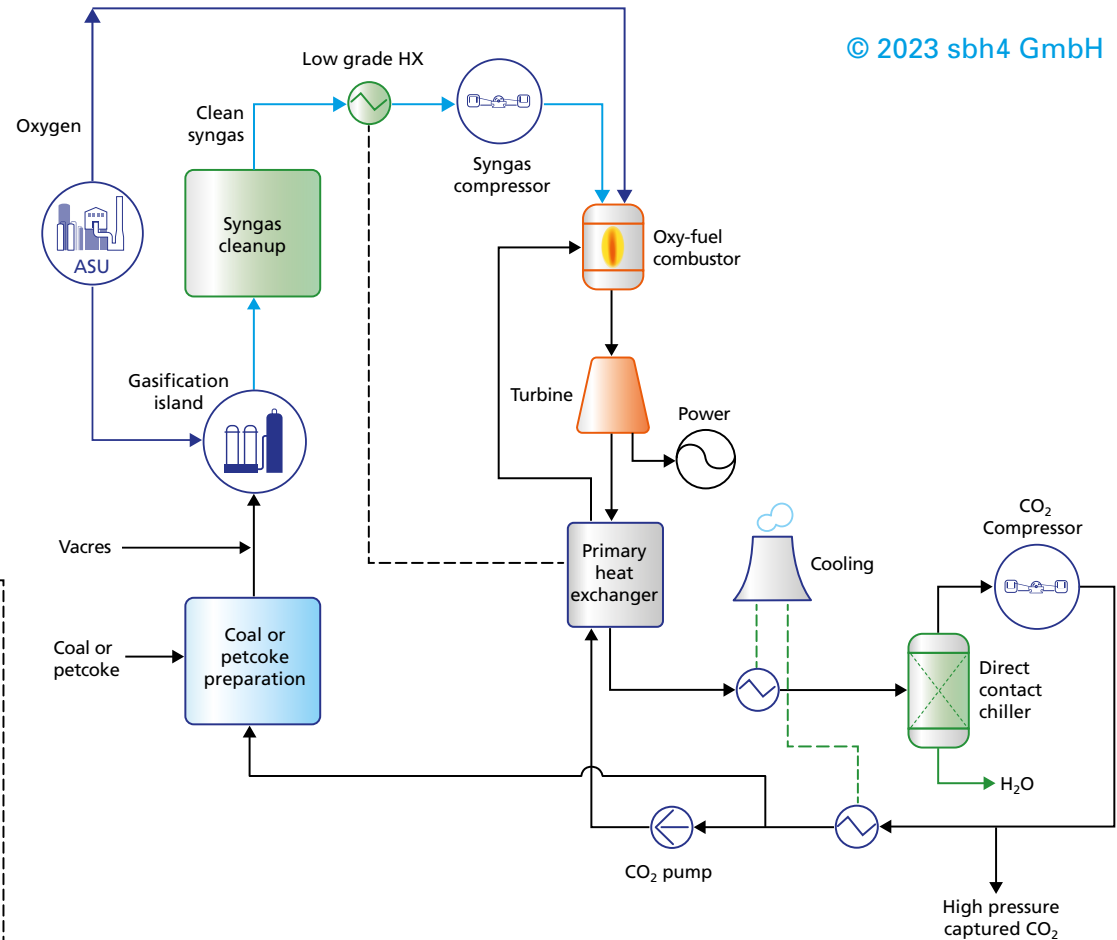 © 2023 sbh4 GmbH
Low grade HX
Clean
syngas
Oxygen
Syngas
compressor
Syngas
cleanup
Oxy-fuel
combustor
ASU
Gasification
island
Turbine
Power
CO₂
Compressor
Vacres
Primary
heat
exchanger
Cooling
Coal or
petcoke
Coal or
petcoke
preparation
Direct
contact
chiller
H₂O
CO₂ pump
High pressure
captured CO₂